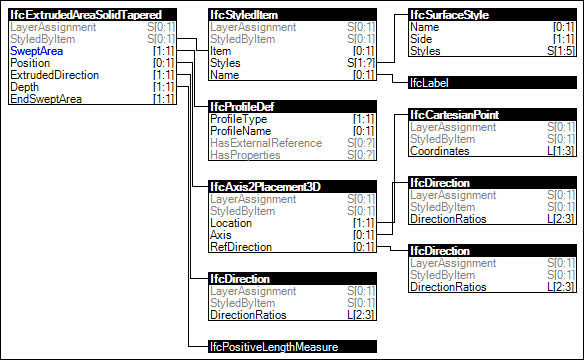 IfcExtrudedAreaSolidTapered
LayerAssignment S[0:1]
StyledByItem S[0:1]
SweptArea [1:1]
Position [0:1]
ExtrudedDirection [1:1]
Depth [1:1]
EndSweptArea [1:1]
IfcStyledItem
LayerAssignment S[0:1]
StyledByItem S[0:1]
Item [0:1]
Styles S[1:?]
Name [0:1]
IfcProfileDef
ProfileType [1:1]
ProfileName [0:1]
HasExternalReference S[0:?]
HasProperties S[0:?]
IfcAxis2Placement3D
LayerAssignment S[0:1]
StyledByItem S[0:1]
Location [1:1]
Axis [0:1]
RefDirection [0:1]
IfcDirection
LayerAssignment S[0:1]
StyledByItem S[0:1]
DirectionRatios L[2:3]
IfcPositiveLengthMeasure
IfcSurfaceStyle
Name [0:1]
Side [1:1]
Styles S[1:5]
IfcLabel
IfcCartesianPoint
LayerAssignment S[0:1]
StyledByItem S[0:1]
Coordinates L[1:3]
IfcDirection
LayerAssignment S[0:1]
StyledByItem S[0:1]
DirectionRatios L[2:3]
IfcDirection
LayerAssignment S[0:1]
StyledByItem S[0:1]
DirectionRatios L[2:3]